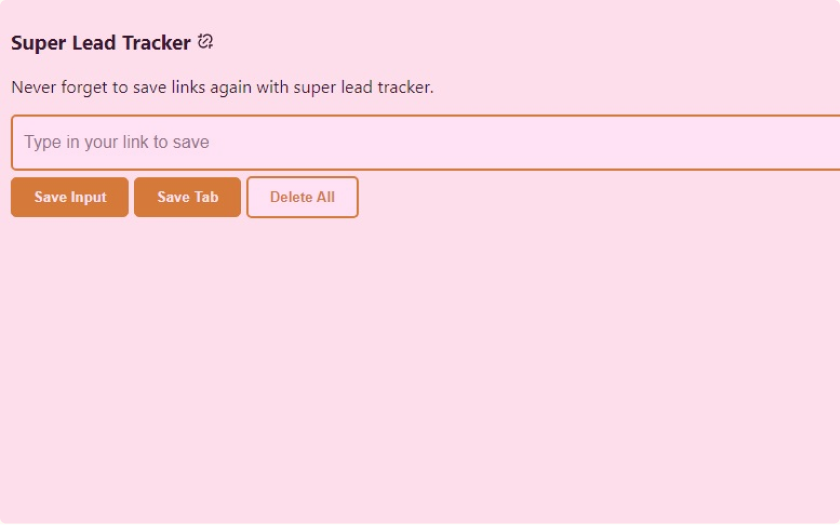 Super Lead Tracker
Never forget to save links again with super lead tracker.
Type in your link to save
Save Input Save Tab Delete All